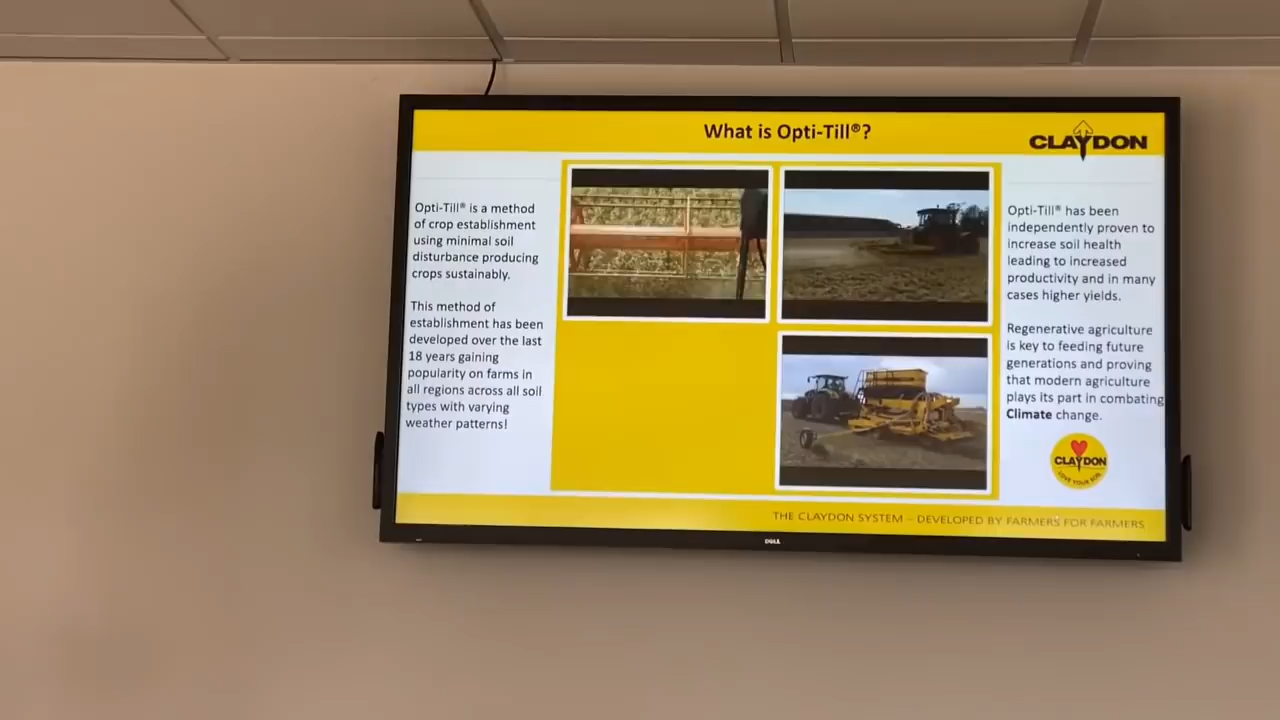 What is Opti-Till®?
CLAYDON
Opti-Till® is a method
of crop establishment
using minimal soil
disturbance producing
crops sustainably.
This method of
establishment has been
developed over the last
18 years gaining
popularity on farms in
all regions across all soil
types with varying
weather patterns!
Opti-Till® has been
independently proven to
increase soil health
leading to increased
productivity and in many
cases higher yields.
Regenerative agriculture
is key to feeding future
generations and proving
that modern agriculture
plays its part in combating
Climate change.
CLAYDON
LOVE YOUR SOIL
THE CLAYDON SYSTEM – DEVELOPED BY FARMERS FOR FARMERS
DELL